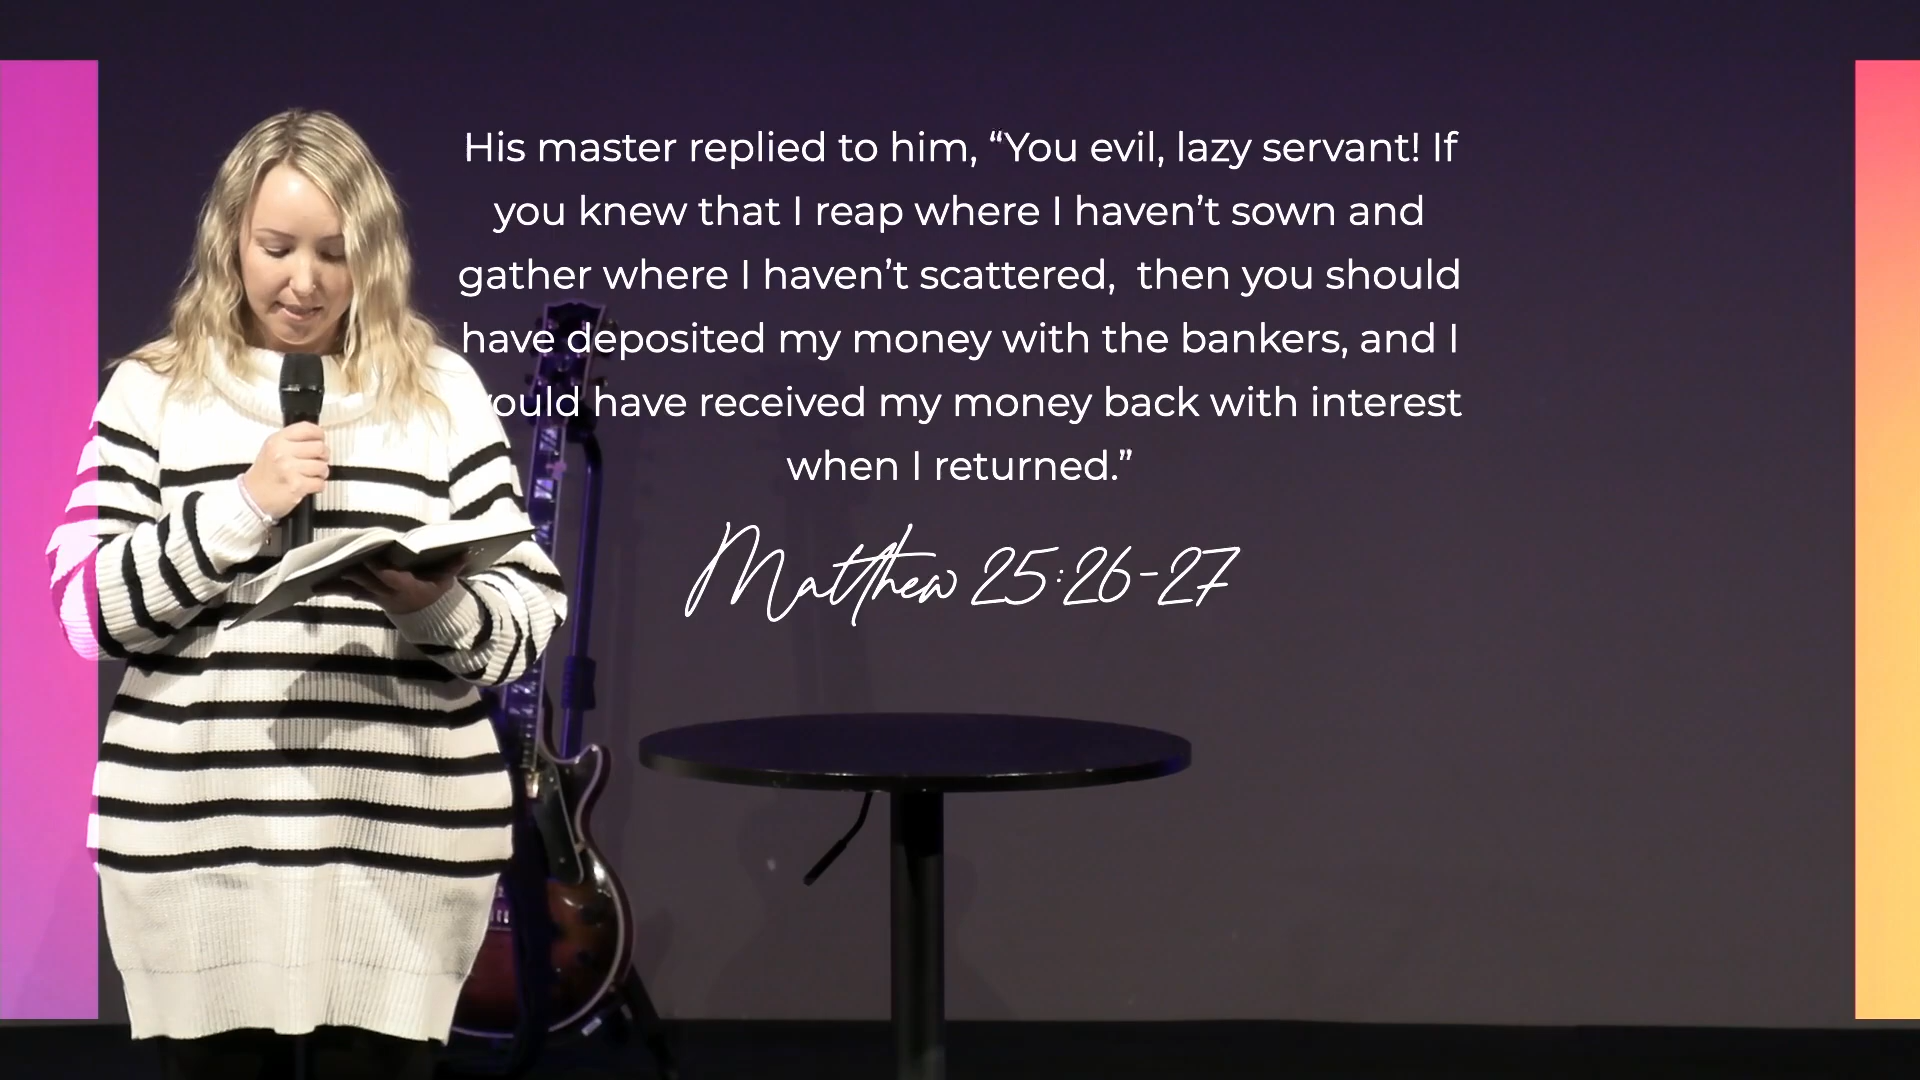 His master replied to him, “You evil, lazy servant! If
you knew that I reap where I haven’t sown and
gather where I haven’t scattered,  then you should
have deposited my money with the bankers, and I
would have received my money back with interest
when I returned.”
Matthew 25:26-27